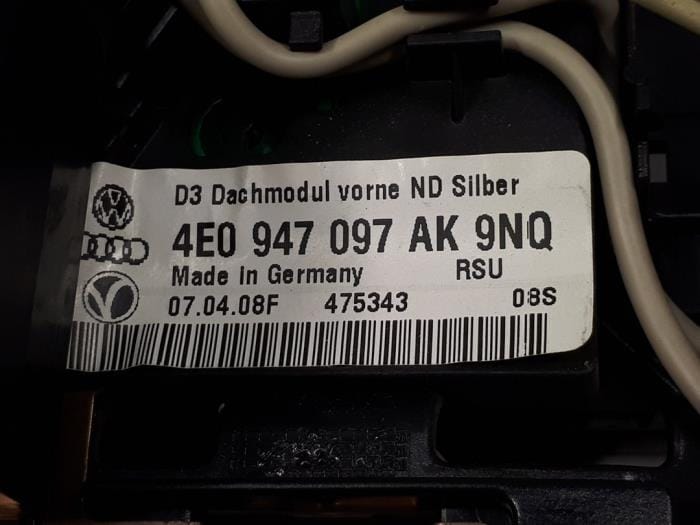 D3 Dachmodul vorne ND Silber
4E0 947 097 AK 9NQ
Made In Germany RSU
07.04.08F 475343 08S